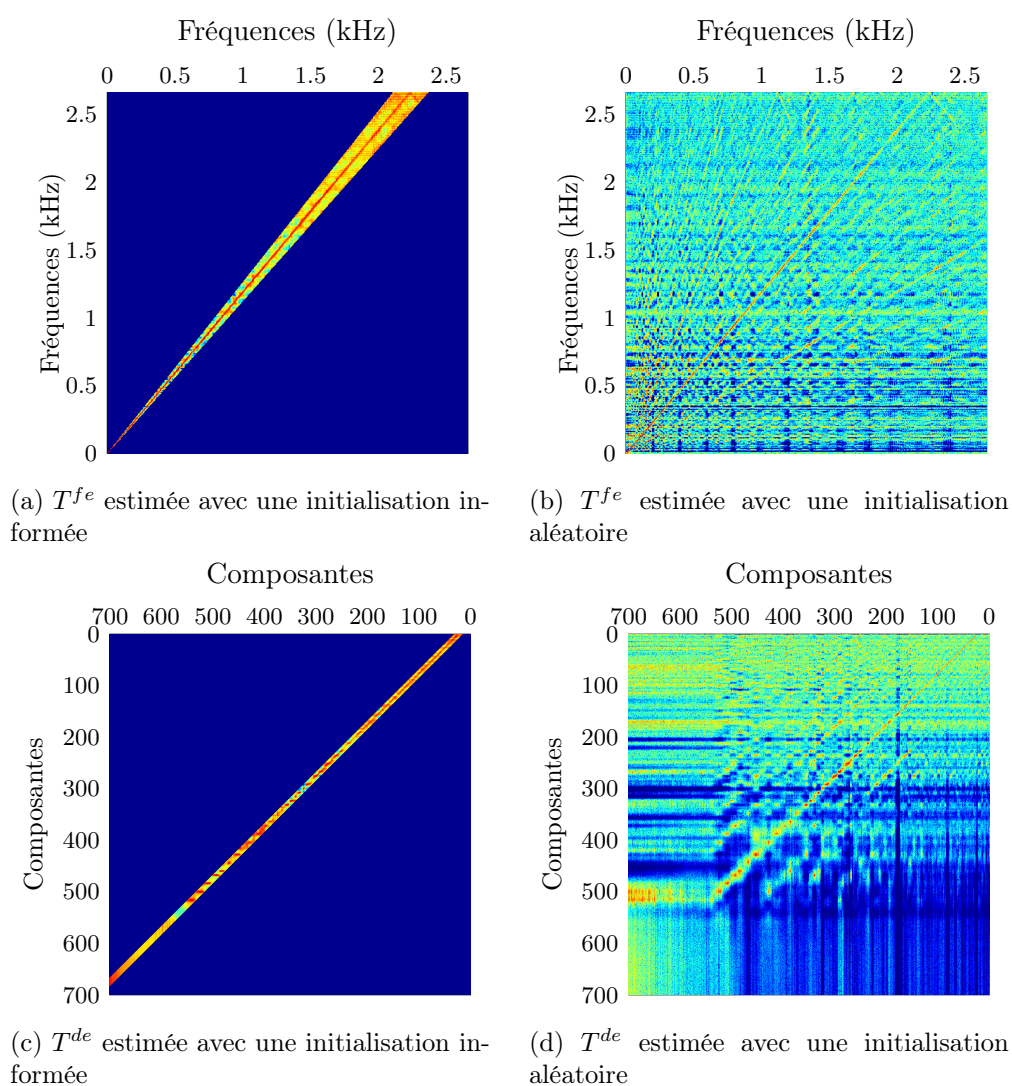 Fréquences (kHz)
0 0.5 1 1.5 2 2.5
Fréquences (kHz)
2.5
2
1.5
1
0.5
0
(a) T^{fe} estimée avec une initialisation in-
formée
Fréquences (kHz)
0 0.5 1 1.5 2 2.5
Fréquences (kHz)
2.5
2
1.5
1
0.5
0
(b) T^{fe} estimée avec une initialisation
aléatoire
Composantes
700 600 500 400 300 200 100 0
Composantes
0
100
200
300
400
500
600
700
(c) T^{de} estimée avec une initialisation in-
formée
Composantes
700 600 500 400 300 200 100 0
Composantes
0
100
200
300
400
500
600
700
(d) T^{de} estimée avec une initialisation
aléatoire